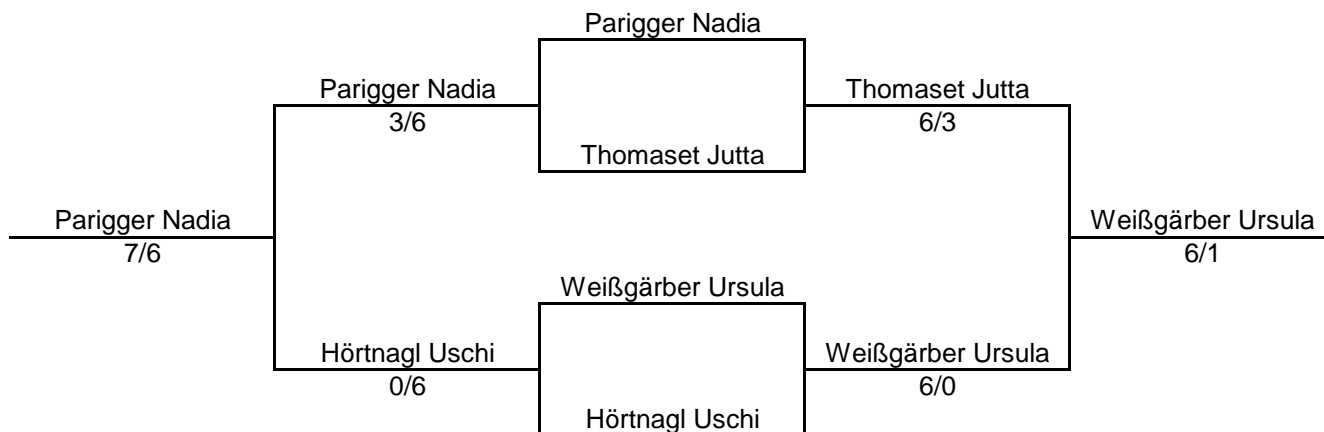 Parigger Nadia
Parigger Nadia
Thomaset Jutta
3/6
6/3
Thomaset Jutta
Parigger Nadia
Weißgärber Ursula
7/6
6/1
Weißgärber Ursula
Hörtnagl Uschi
Weißgärber Ursula
0/6
6/0
Hörtnagl Uschi